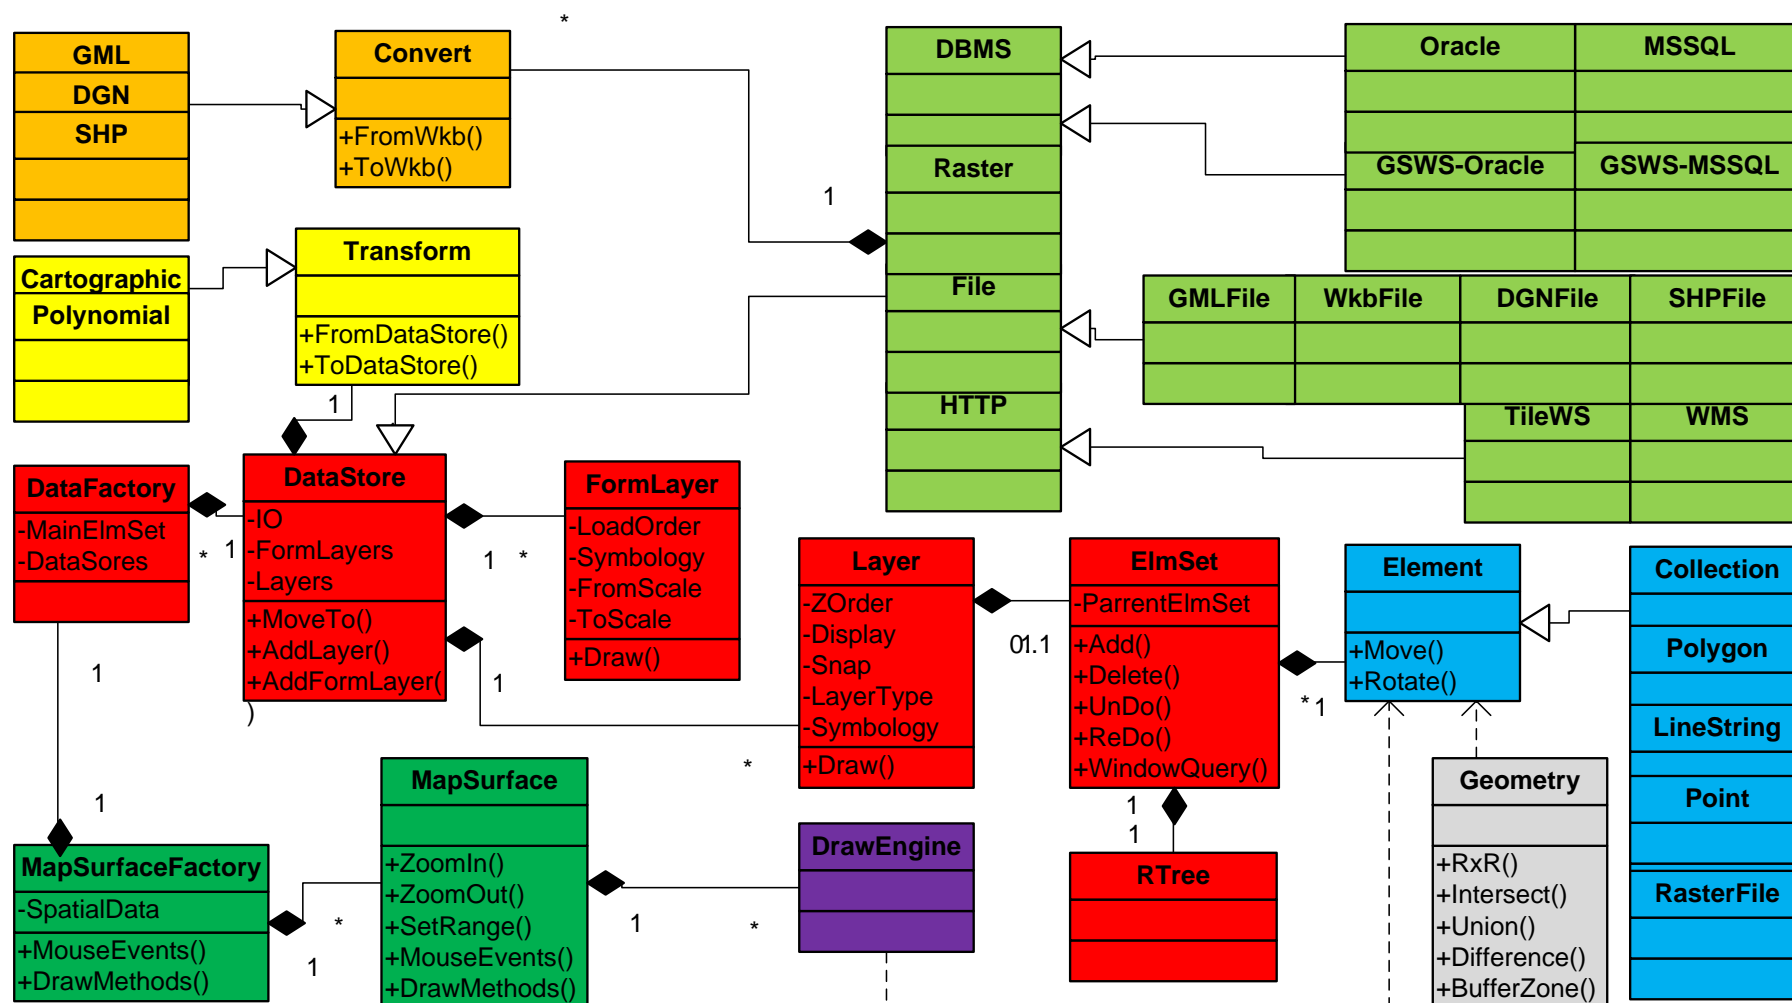 *
GML
DGN
SHP
Convert
+FromWkb()
+ToWkb()
1
DBMS
Raster
File
HTTP
Oracle
MSSQL
GSWS-Oracle
GSWS-MSSQL
Cartographic
Polynomial
Transform
+FromDataStore()
+ToDataStore()
1
GMLFile
WkbFile
DGNFile
SHPFile
TileWS
WMS
DataFactory
-MainElmSet
-DataSores
*
1
DataStore
-IO
-FormLayers
-Layers
+MoveTo()
+AddLayer()
+AddFormLayer(
)
1
*
FormLayer
-LoadOrder
-Symbology
-FromScale
-ToScale
+Draw()
1
*
Layer
-ZOrder
-Display
-Snap
-LayerType
-Symbology
+Draw()
0..1
1
ElmSet
-ParrentElmSet
+Add()
+Delete()
+UnDo()
+ReDo()
+WindowQuery()
*
1
Element
+Move()
+Rotate()
Collection
Polygon
LineString
Point
RasterFile
1
1
MapSurfaceFactory
-SpatialData
+MouseEvents()
+DrawMethods()
*
1
MapSurface
+ZoomIn()
+ZoomOut()
+SetRange()
+MouseEvents()
+DrawMethods()
1
*
DrawEngine
1
1
RTree
Geometry
+RxR()
+Intersect()
+Union()
+Difference()
+BufferZone()